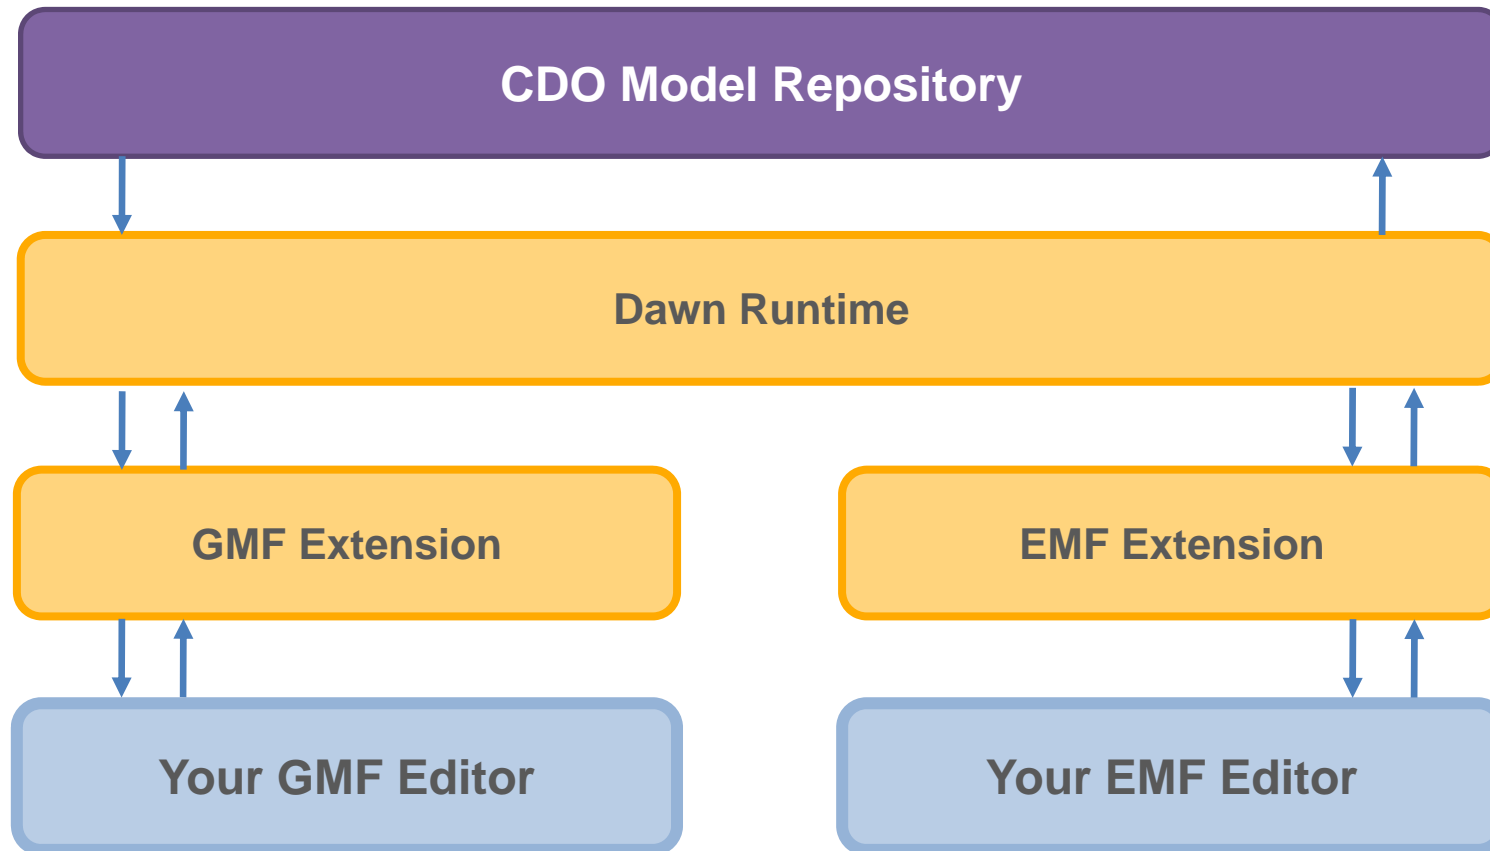 CDO Model Repository
Dawn Runtime
GMF Extension
EMF Extension
Your GMF Editor
Your EMF Editor